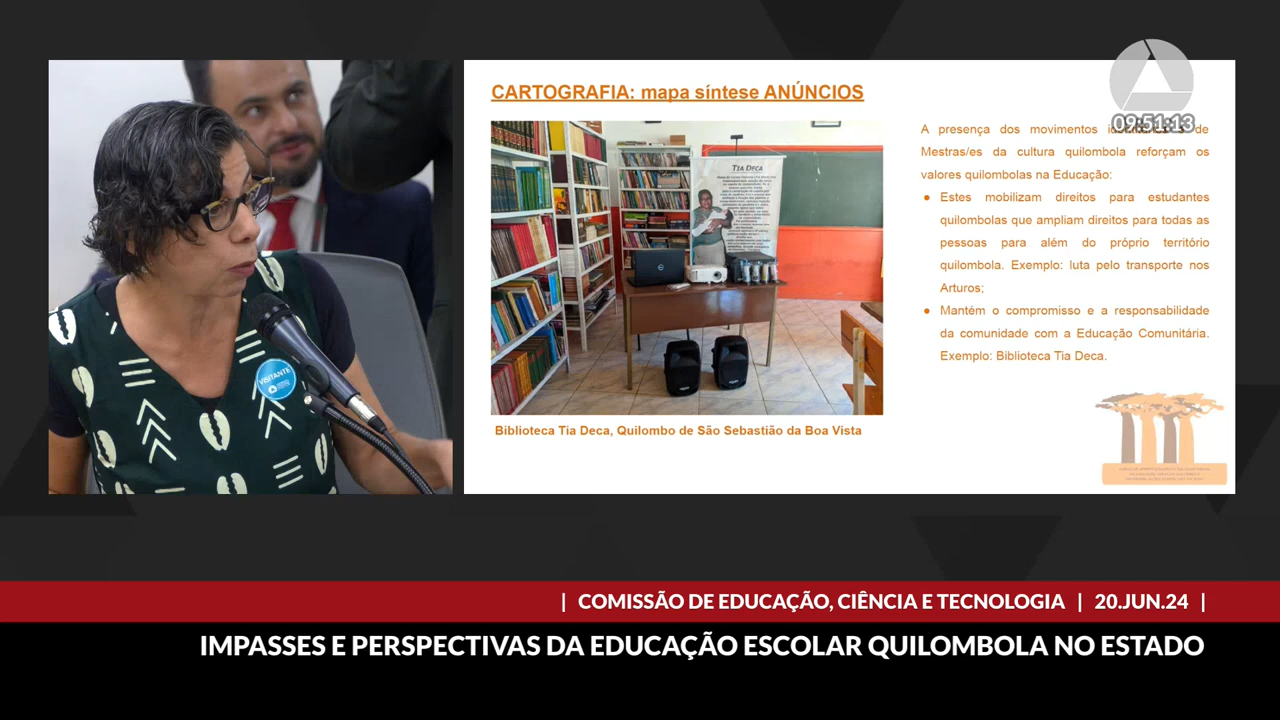 CARTOGRAFIA: mapa síntese ANÚNCIOS
09:51:13
A presença dos movimentos de
Mestras/es da cultura quilombola reforçam os
valores quilombolas na Educação:
● Estes mobilizam direitos para estudantes
quilombolas que ampliam direitos para todas as
pessoas para além do próprio território
quilombola. Exemplo: luta pelo transporte nos
Arturos;
● Mantém o compromisso e a responsabilidade
da comunidade com a Educação Comunitária.
Exemplo: Biblioteca Tia Deca.
TIA DECA
Biblioteca Tia Deca, Quilombo de São Sebastião da Boa Vista
VISITANTE
| COMISSÃO DE EDUCAÇÃO, CIÊNCIA E TECNOLOGIA | 20.JUN.24 |
IMPASSES E PERSPECTIVAS DA EDUCAÇÃO ESCOLAR QUILOMBOLA NO ESTADO